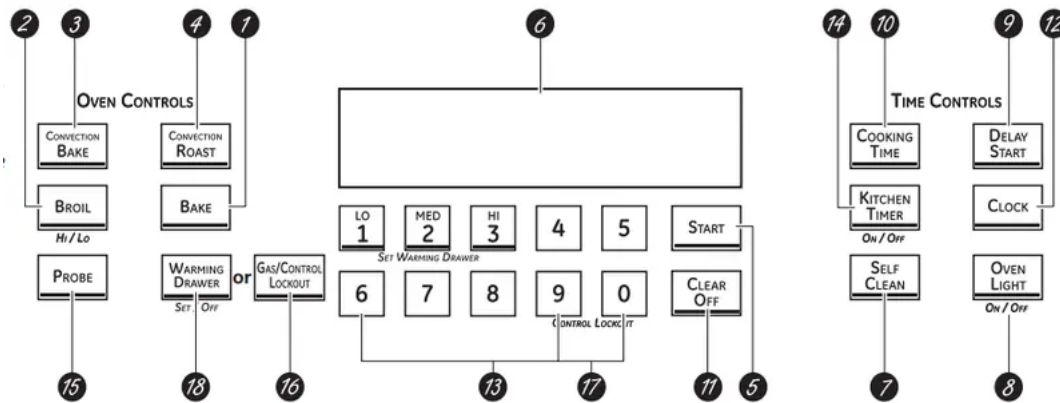 2
3
4
1
6
14
10
9
12
OVEN CONTROLS
TIME CONTROLS
CONVECTION
BAKE
CONVECTION
ROAST
COOKING
TIME
DELAY
START
BROIL
HI / LO
BAKE
LO
1
MED
2
HI
3
4
5
SET WARMING DRAWER
START
KITCHEN
TIMER
ON / OFF
CLOCK
PROBE
WARMING
DRAWER
SET / OFF
or
GAS/CONTROL
LOCKOUT
6
7
8
9
0
CONTROL LOCKOUT
CLEAR
OFF
SELF
CLEAN
OVEN
LIGHT
ON / OFF
15
18
16
13
17
11
5
7
8